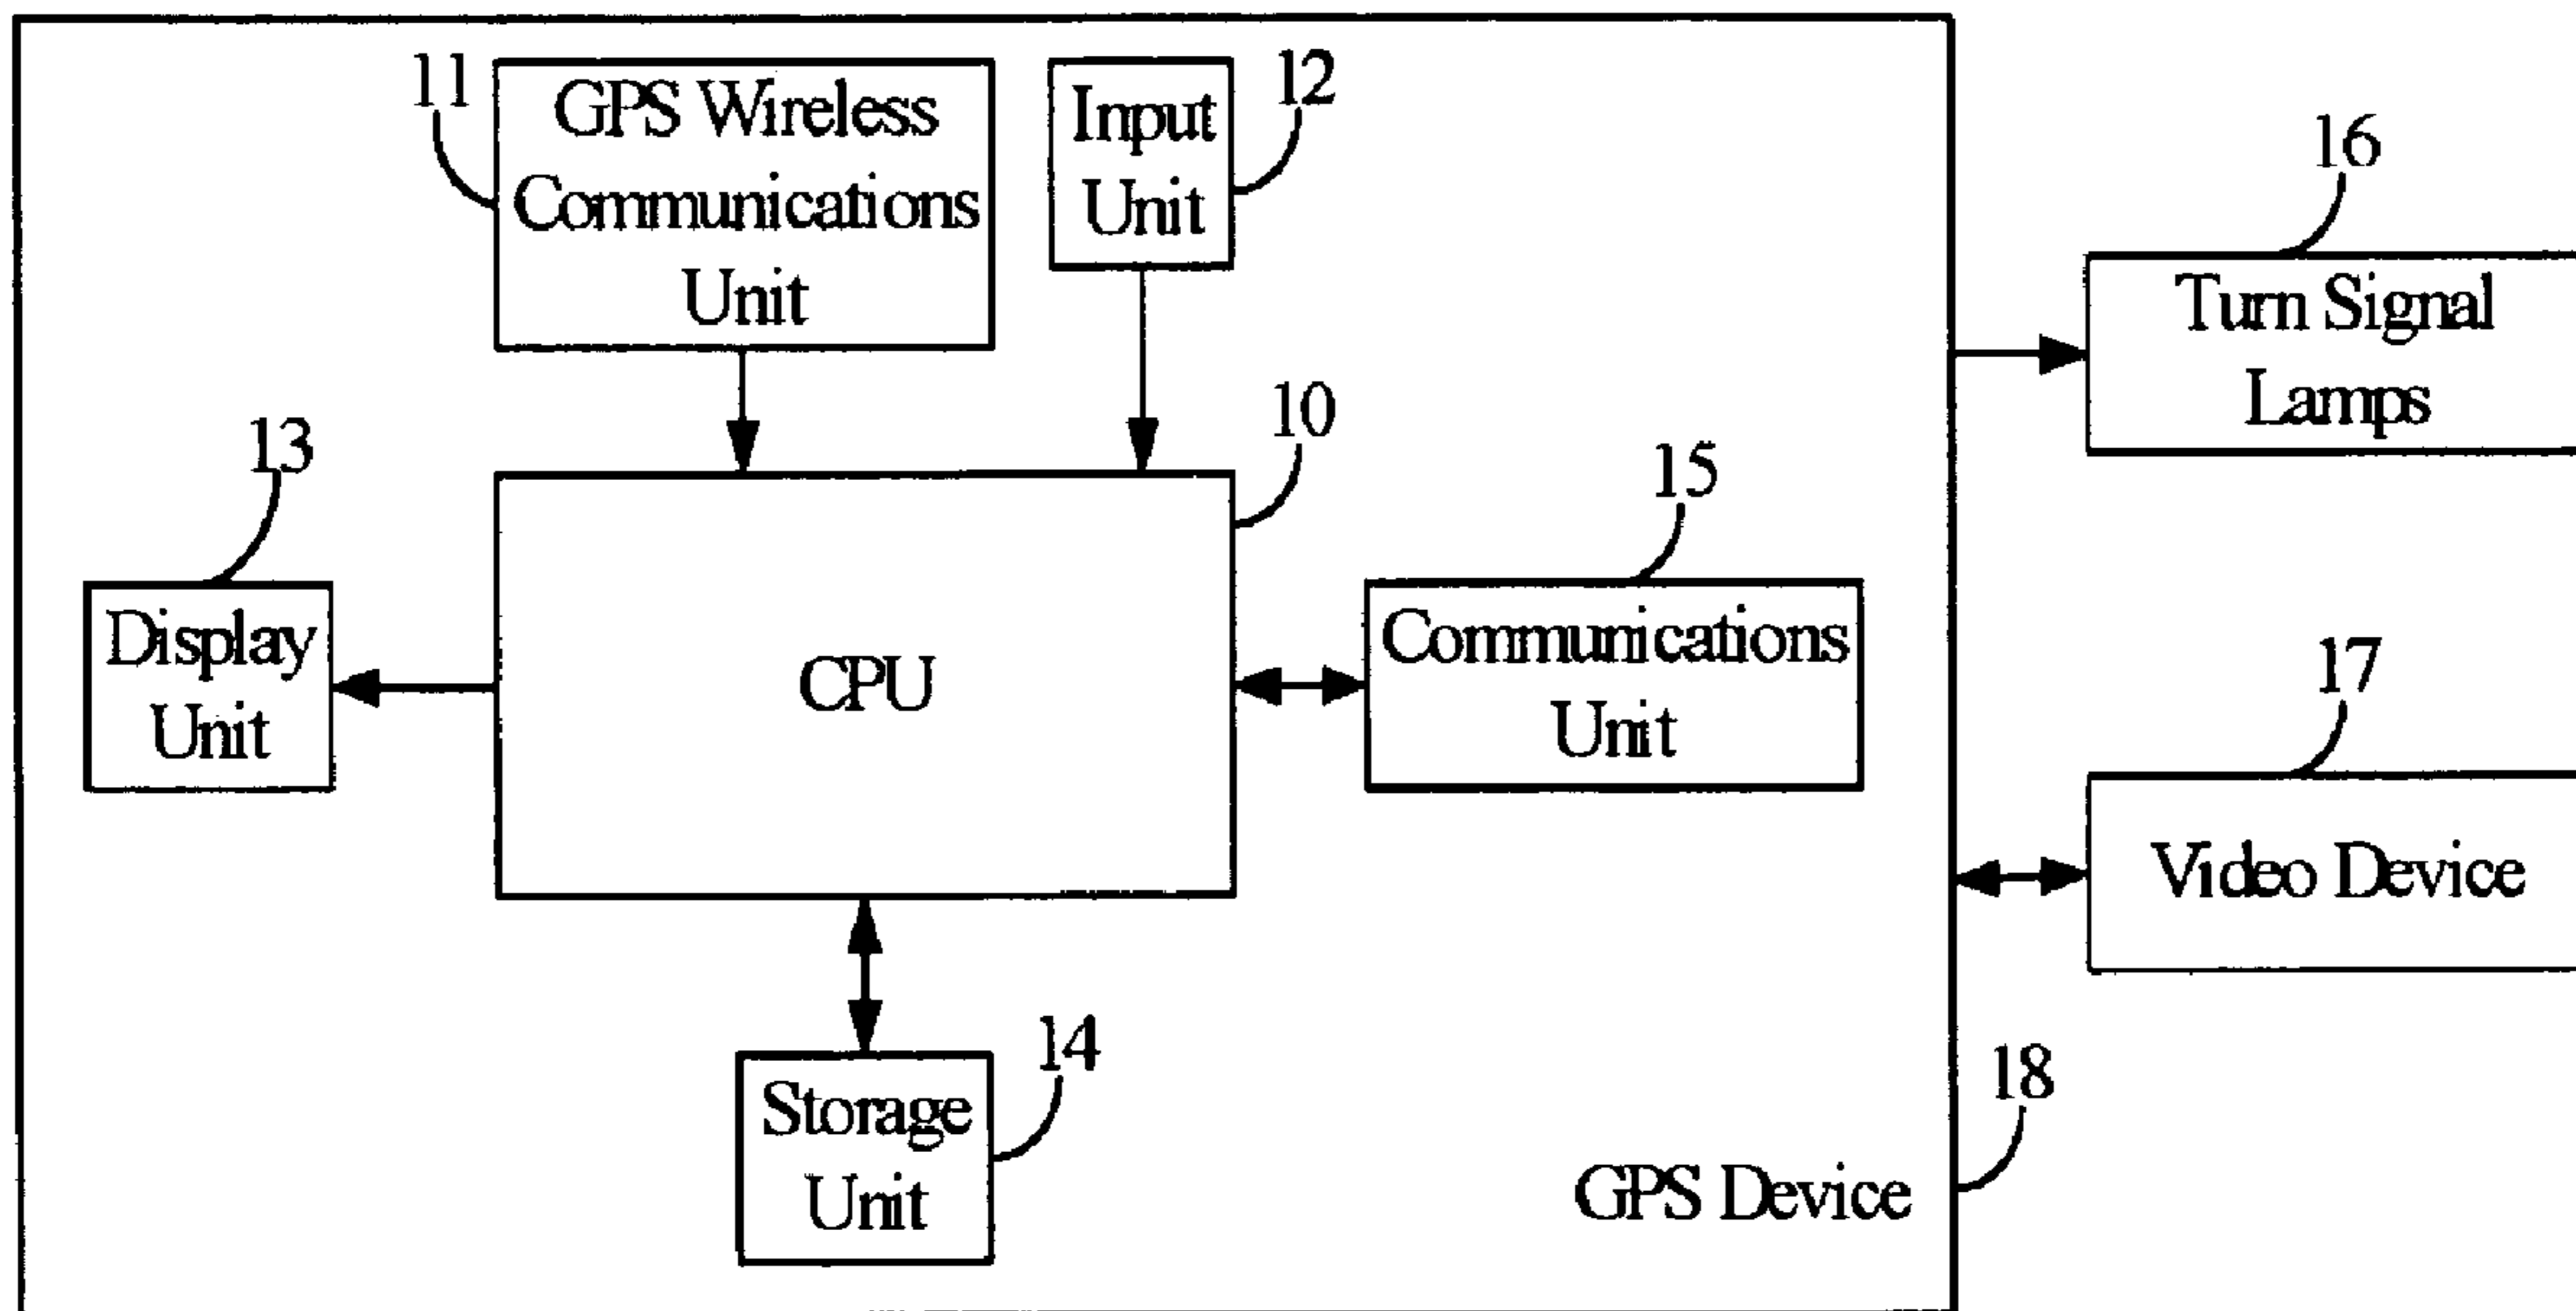 11
GPS Wireless
Communications
Unit
12
Input
Unit
16
Turn Signal
Lamps
10
CPU
13
Display
Unit
15
Communications
Unit
17
Video Device
14
Storage
Unit
18
GPS Device